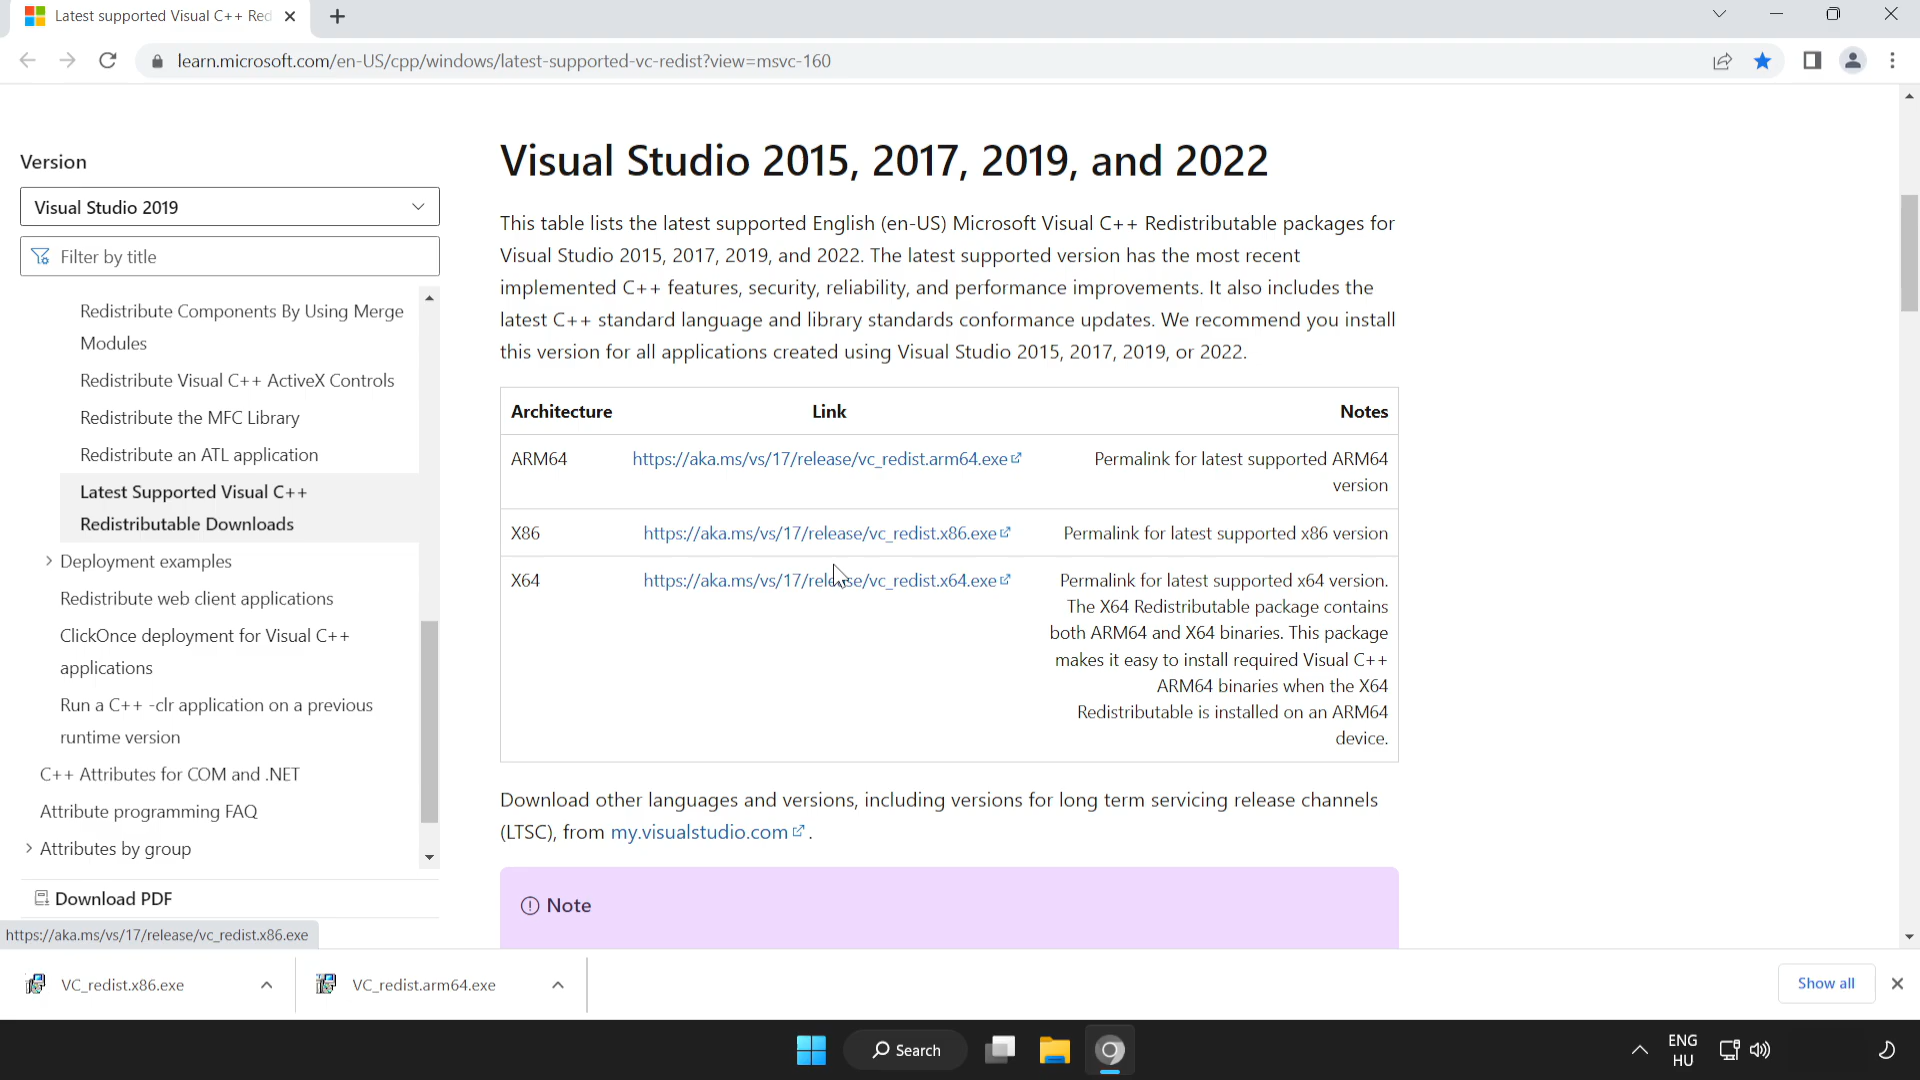 Latest supported Visual C++ Red
learn.microsoft.com/en-US/cpp/windows/latest-supported-vc-redist?view=msvc-160
Version
Visual Studio 2019
Filter by title
Redistribute Components By Using Merge
Modules
Redistribute Visual C++ ActiveX Controls
Redistribute the MFC Library
Redistribute an ATL application
Latest Supported Visual C++
Redistributable Downloads
Deployment examples
Redistribute web client applications
ClickOnce deployment for Visual C++
applications
Run a C++ -clr application on a previous
runtime version
C++ Attributes for COM and .NET
Attribute programming FAQ
Attributes by group
Download PDF
https://aka.ms/vs/17/release/vc_redist.x86.exe
Visual Studio 2015, 2017, 2019, and 2022
This table lists the latest supported English (en-US) Microsoft Visual C++ Redistributable packages for
Visual Studio 2015, 2017, 2019, and 2022. The latest supported version has the most recent
implemented C++ features, security, reliability, and performance improvements. It also includes the
latest C++ standard language and library standards conformance updates. We recommend you install
this version for all applications created using Visual Studio 2015, 2017, 2019, or 2022.
Architecture Link Notes
ARM64 https://aka.ms/vs/17/release/vc_redist.arm64.exe Permalink for latest supported ARM64
version
X86 https://aka.ms/vs/17/release/vc_redist.x86.exe Permalink for latest supported x86 version
X64 https://aka.ms/vs/17/release/vc_redist.x64.exe Permalink for latest supported x64 version.
The X64 Redistributable package contains
both ARM64 and X64 binaries. This package
makes it easy to install required Visual C++
ARM64 binaries when the X64
Redistributable is installed on an ARM64
device.
Download other languages and versions, including versions for long term servicing release channels
(LTSC), from my.visualstudio.com .
Note
VC_redist.x86.exe
VC_redist.arm64.exe
Show all
Search
ENG
HU